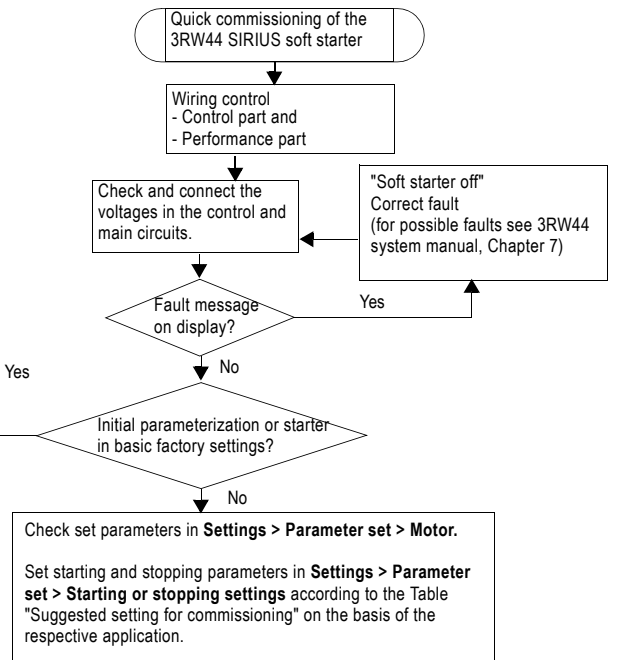 Quick commissioning of the
3RW44 SIRIUS soft starter
Wiring control
- Control part and
- Performance part
Check and connect the
voltages in the control and
main circuits.
"Soft starter off"
Correct fault
(for possible faults see 3RW44
system manual, Chapter 7)
Fault message
on display?
Yes
No
Yes
Initial parameterization or starter
in basic factory settings?
No
Check set parameters in Settings > Parameter set > Motor.
Set starting and stopping parameters in Settings > Parameter
set > Starting or stopping settings according to the Table
"Suggested setting for commissioning" on the basis of the
respective application.